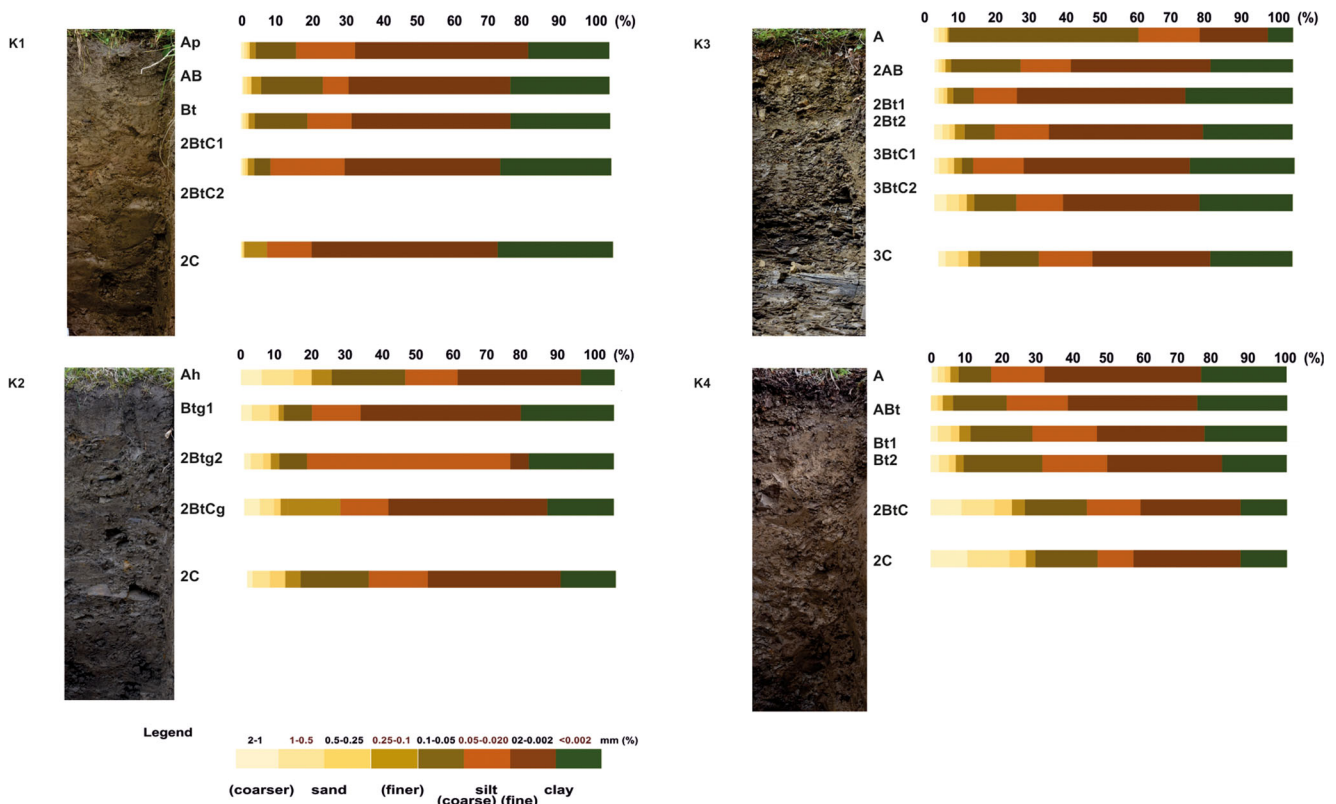 0 10 20 30 40 50 60 70 80 90 100 (%)
K1
Ap
AB
Bt
2BtC1
2BtC2
2C
0 10 20 30 40 50 60 70 80 90 100 (%)
K3
A
2AB
2Bt1
2Bt2
3BtC1
3BtC2
3C
0 10 20 30 40 50 60 70 80 90 100 (%)
K2
Ah
Btg1
2Btg2
2BtCg
2C
0 10 20 30 40 50 60 70 80 90 100 (%)
K4
A
ABt
Bt1
Bt2
2BtC
2C
Legend
2-1 1-0.5 0.5-0.25 0.25-0.1 0.1-0.05 0.05-0.020 02-0.002 <0.002 mm (%)
(coarser) sand (finer) silt clay
(coarse) (fine)